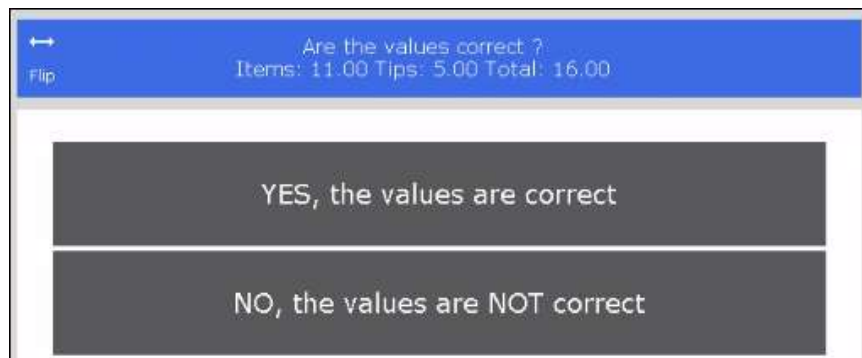 Are the values correct ?
Flip
Items: 11.00 Tips: 5.00 Total: 16.00
YES, the values are correct
NO, the values are NOT correct